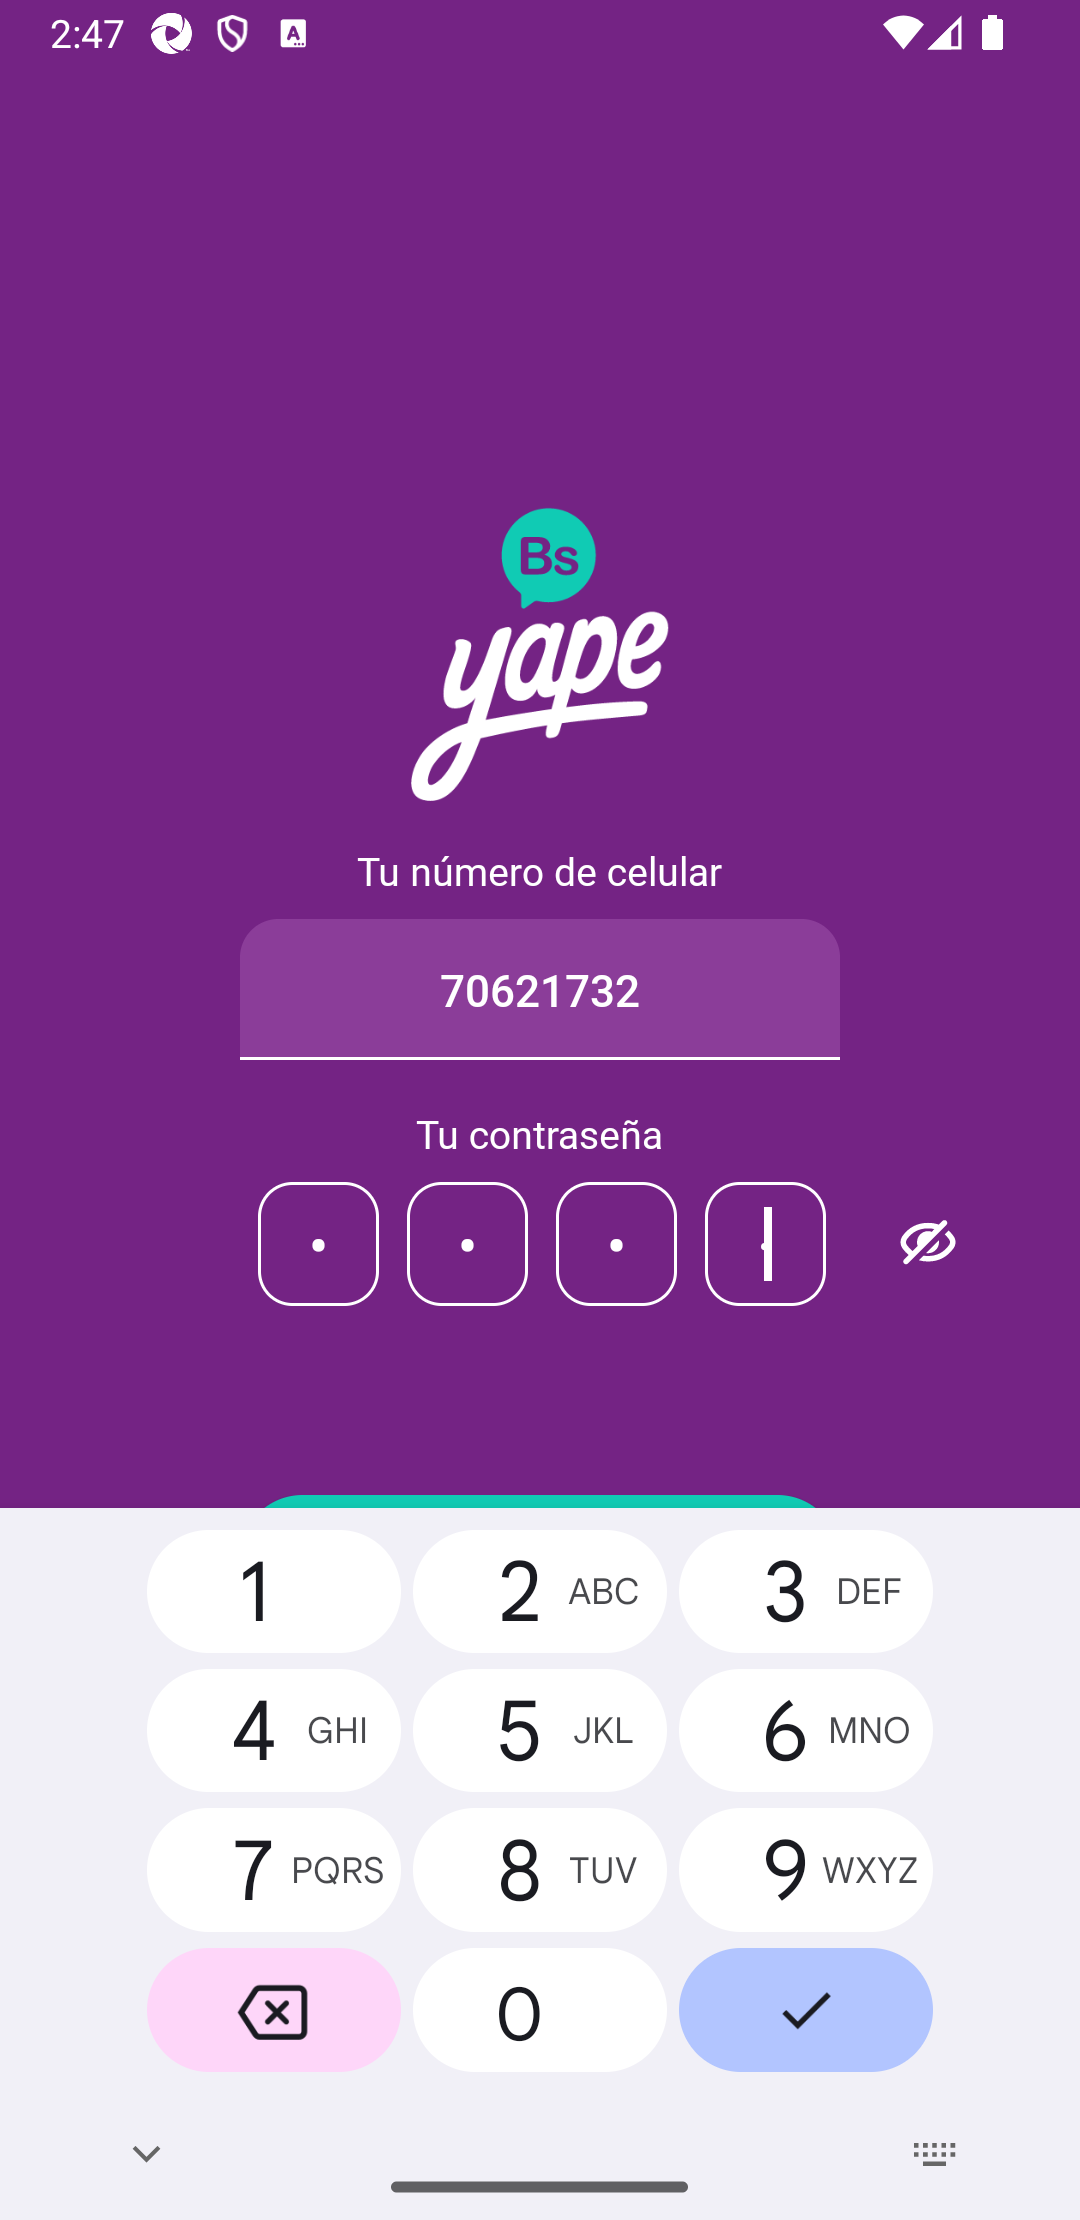 2:47
A
Bs
yape
Tu número de celular
70621732
Tu contraseña
1
2 ABC
3 DEF
4 GHI
5 JKL
6 MNO
7 PQRS
8 TUV
9 WXYZ
0